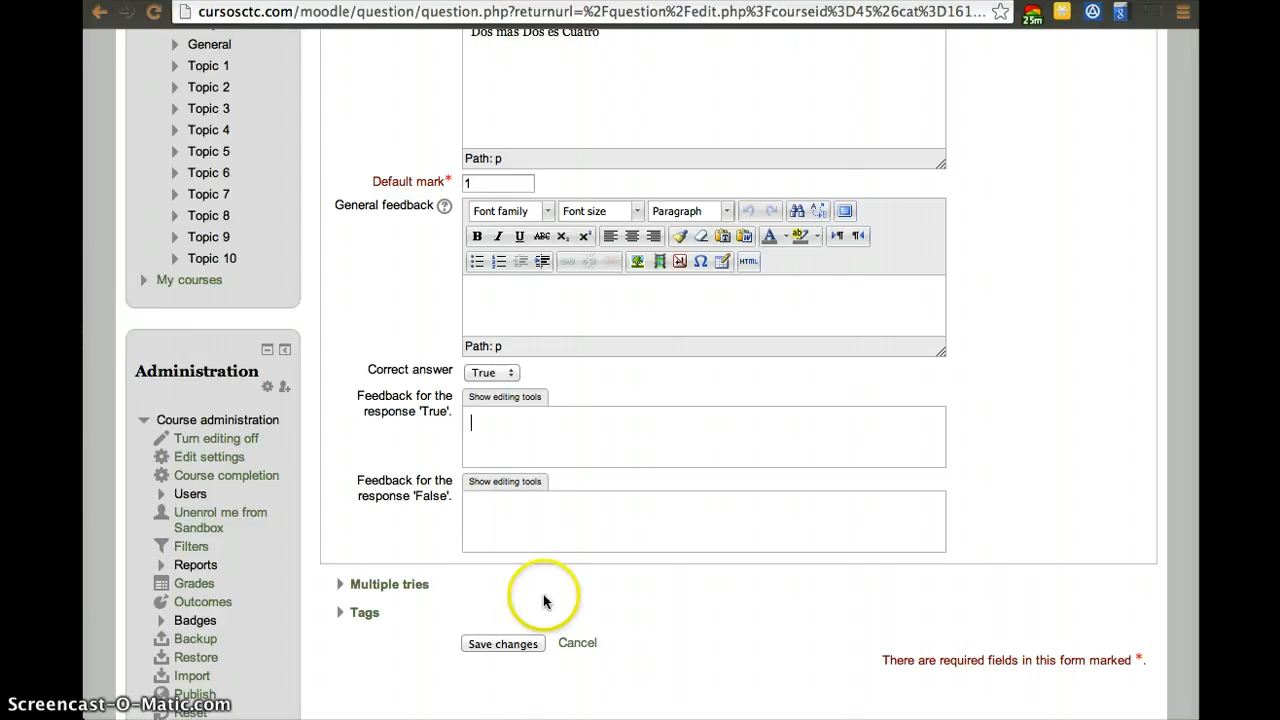 cursosctc.com/moodle/question/question.php?returnurl=%2Fquestion%2Fedit.php%3Fcourseid%3D45%26cat%3D161...
25m
General
Topic 1
Topic 2
Topic 3
Topic 4
Topic 5
Topic 6
Topic 7
Topic 8
Topic 9
Topic 10
My courses
Administration
Course administration
Turn editing off
Edit settings
Course completion
Users
Unenrol me from
Sandbox
Filters
Reports
Grades
Outcomes
Badges
Backup
Restore
Import
Publish
Reset
Dos mas Dos es Cuatro
Path: p
Default mark*
1
General feedback
Font family
Font size
Paragraph
B I U ABC X₂ X²
HTML
Path: p
Correct answer
True
Feedback for the
response 'True'.
Show editing tools
Feedback for the
response 'False'.
Show editing tools
Multiple tries
Tags
Save changes
Cancel
There are required fields in this form marked *.
Screencast-O-Matic.com